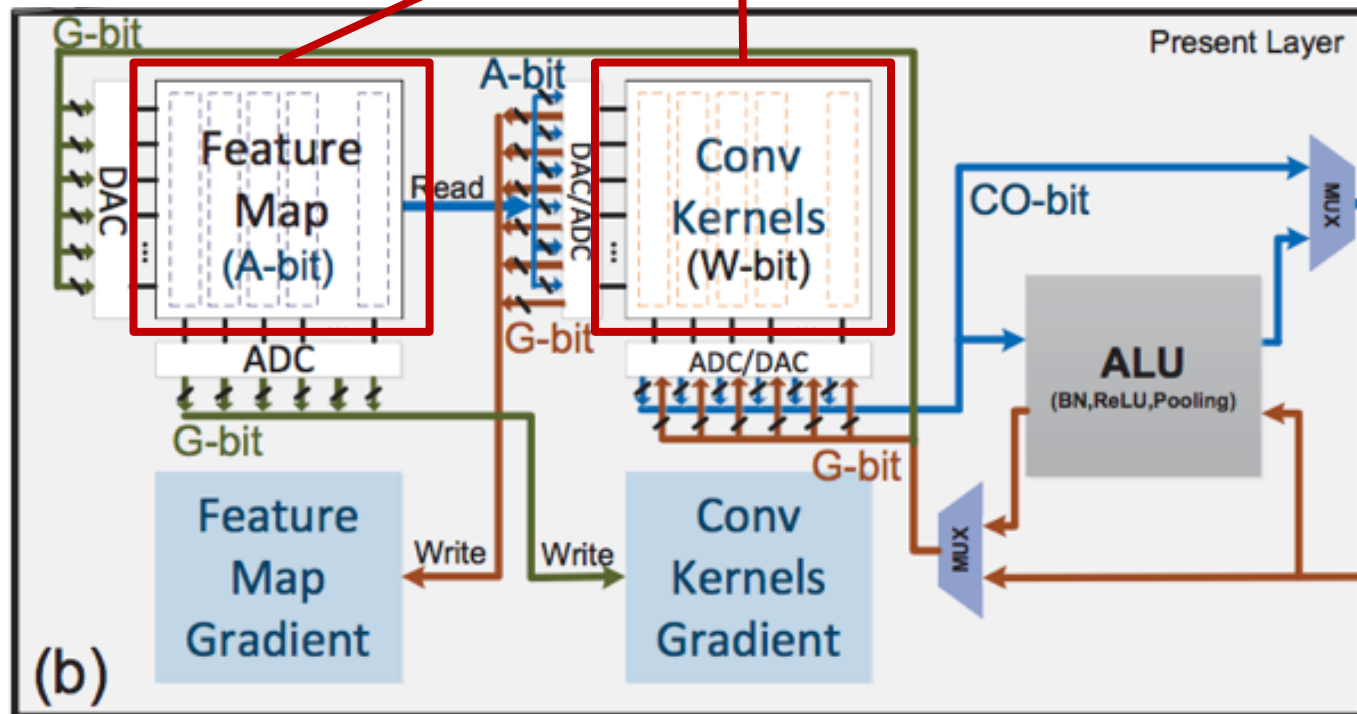 G-bit
Present Layer
DAC
Feature
Map
(A-bit)
...
Read
A-bit
DAC/ADC
Conv
Kernels
(W-bit)
...
CO-bit
MUX
ADC
G-bit
ADC/DAC
ALU
(BN,ReLU,Pooling)
G-bit
G-bit
Feature
Map
Gradient
Write
Write
Conv
Kernels
Gradient
MUX
(b)